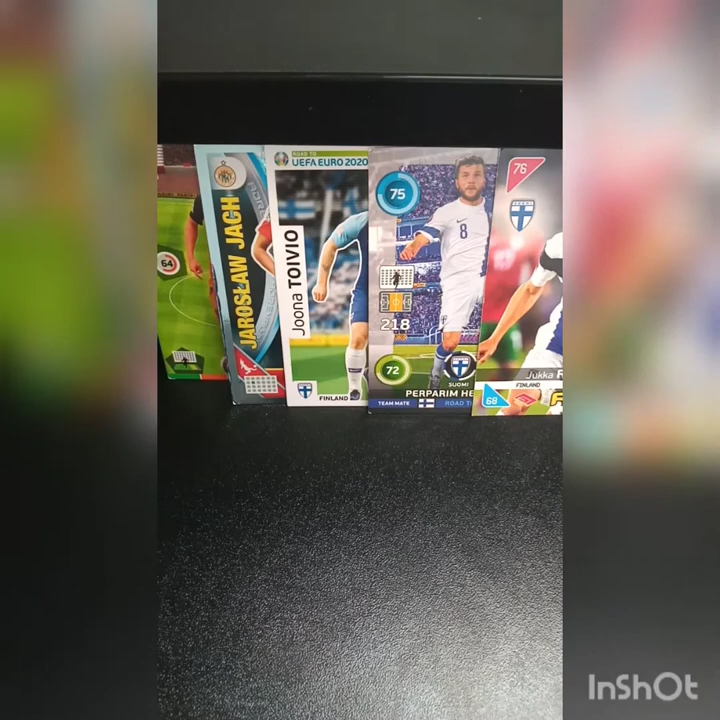 64
JAROSŁAW JACH
ROAD TO
UEFA EURO 2020
Joona TOIVIO
FINLAND
75
8
218
72
SUOMI
PERPARIM HE
TEAM MATE
ROAD T
76
Jukka
FINLAND
68
InShOt